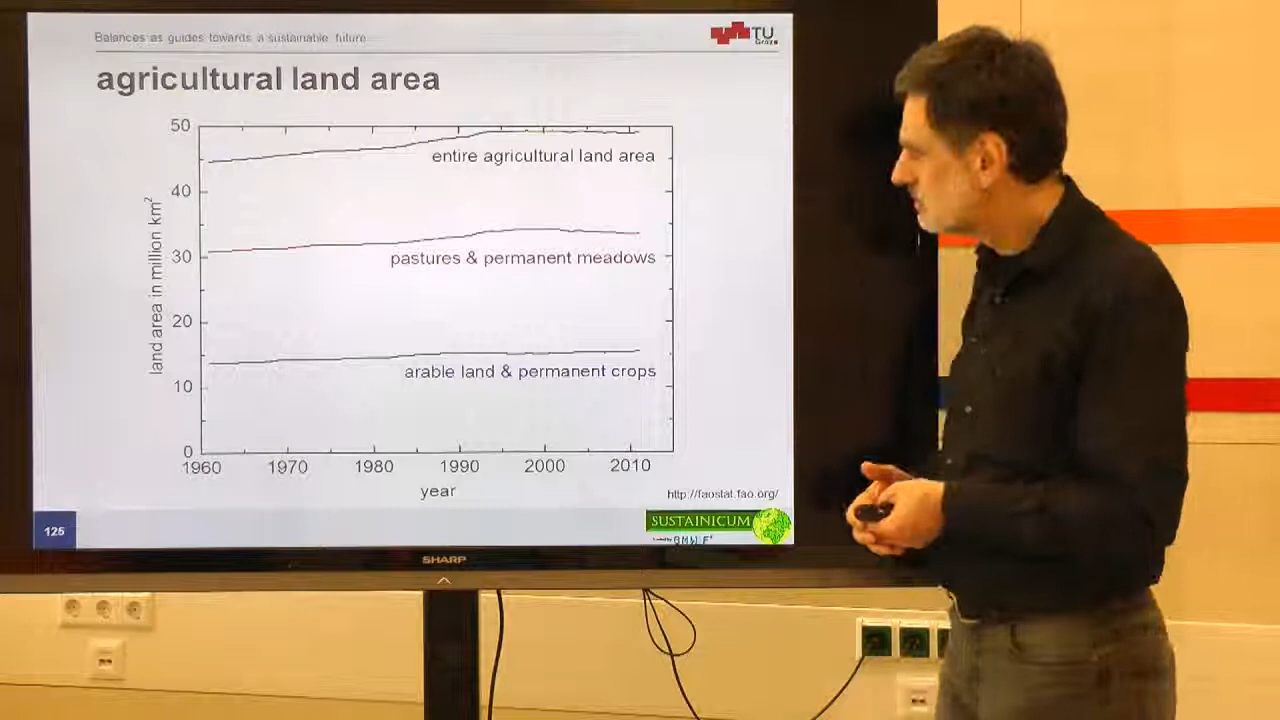 Balances as guides towards a sustainable future
TU
Graz
agricultural land area
50
40
30
20
10
0
land area in million km²
entire agricultural land area
pastures & permanent meadows
arable land & permanent crops
1960 1970 1980 1990 2000 2010
year
http://faostat.fao.org/
125
SUSTAINICUM
SHARP